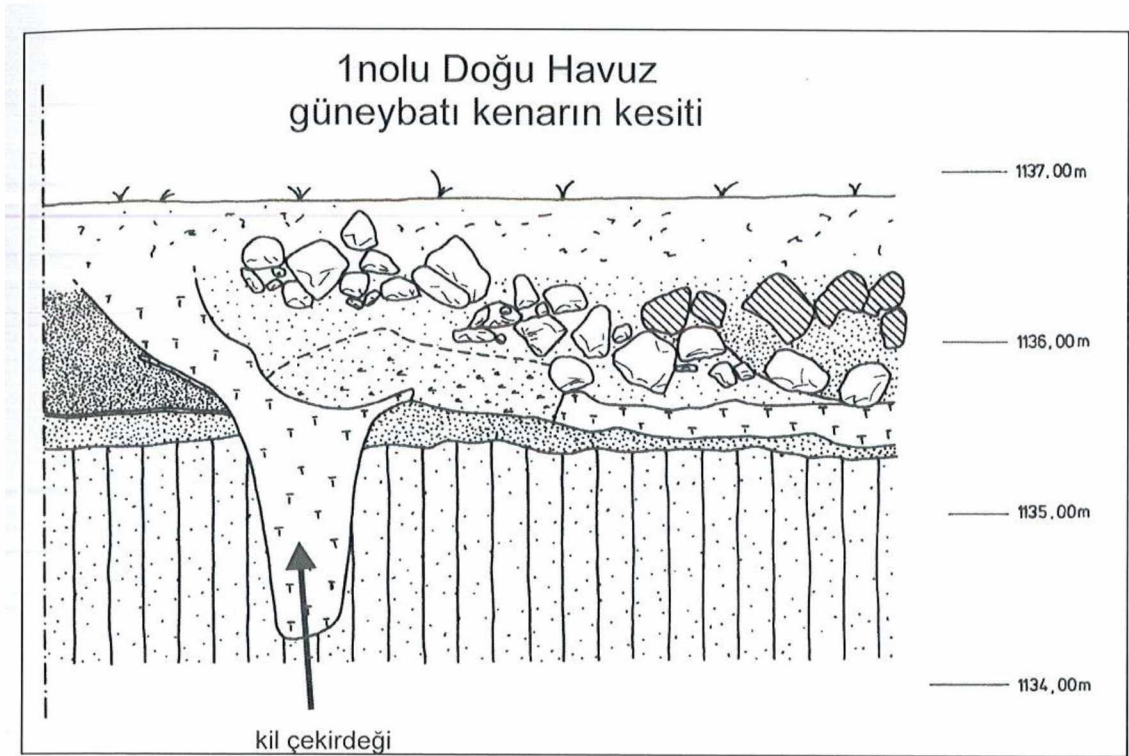 1nolu Doğu Havuz
güneybatı kenarın kesiti
1137,00m
1136,00m
1135,00m
1134,00m
kil çekirdeği